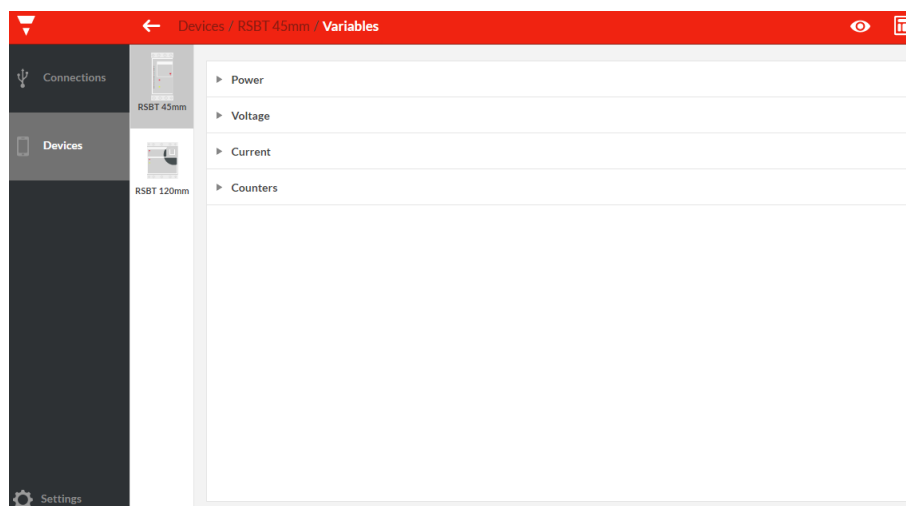 Devices / RSBT 45mm / Variables
Connections
Devices
Settings
RSBT 45mm
RSBT 120mm
Power
Voltage
Current
Counters